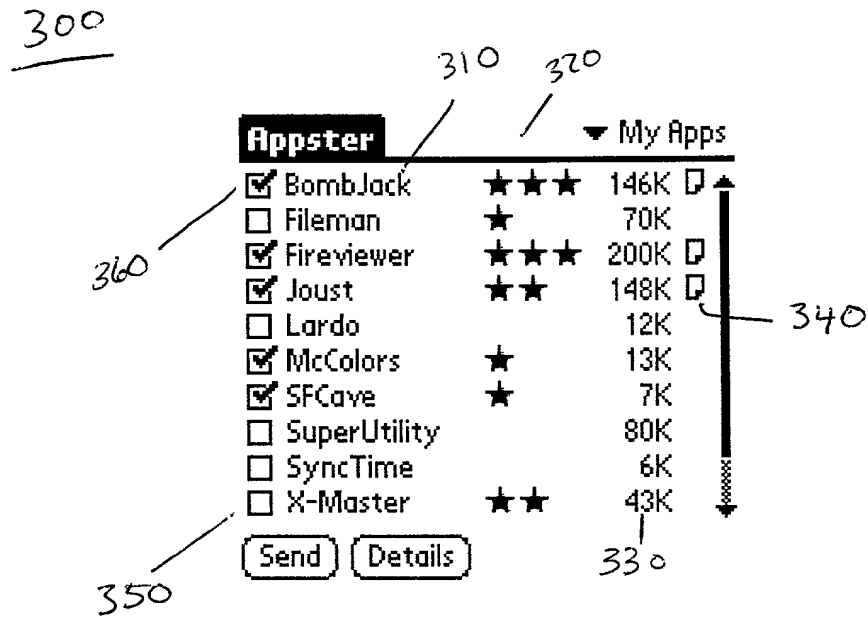 300
310 320
Appster ▼ My Apps
☑ BombJack ★★★ 146K
☐ Fileman ★ 70K
☑ Fireviewer ★★★ 200K
360
☑ Joust ★★ 148K
340
☐ Lardo 12K
☑ McColors ★ 13K
☑ SFCave ★ 7K
☐ SuperUtility 80K
☐ SyncTime 6K
☐ X-Master ★★ 43K
Send Details
330
350